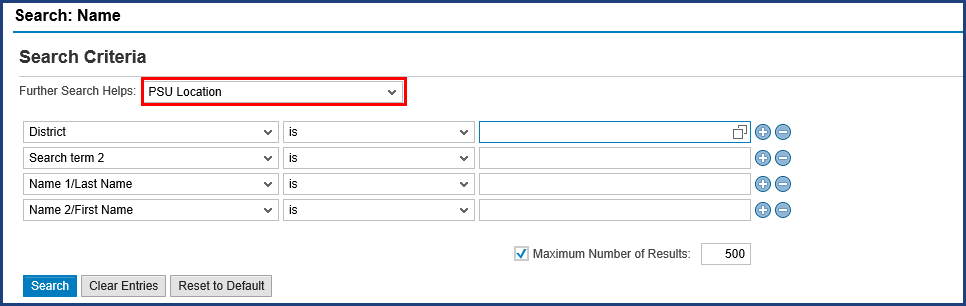 Search: Name
Search Criteria
Further Search Helps: PSU Location
District is
Search term 2 is
Name 1/Last Name is
Name 2/First Name is
Maximum Number of Results: 500
Search Clear Entries Reset to Default